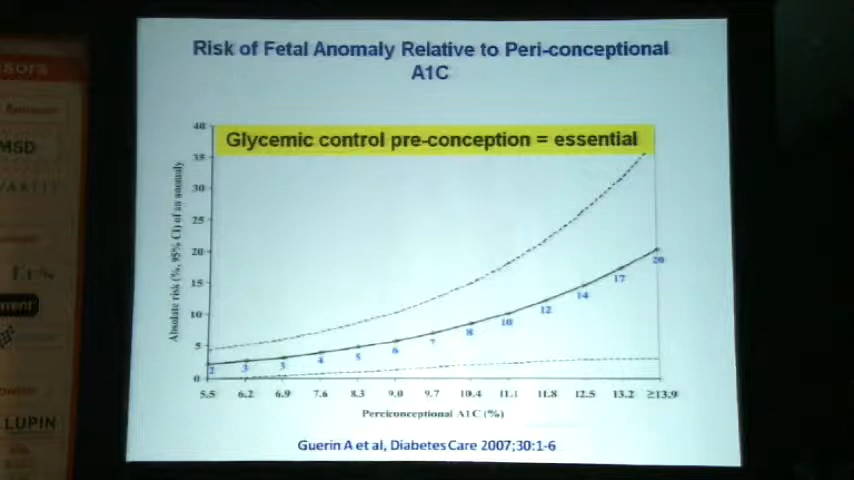 Risk of Fetal Anomaly Relative to Peri-conceptional
A1C
Glycemic control pre-conception = essential
Absolute risk (%, 95% CI) of an anomaly
40
35
30
25
20
15
10
5
0
2
3
3
4
5
6
7
8
10
12
14
17
20
5.5 6.2 6.9 7.6 8.3 9.0 9.7 10.4 11.1 11.8 12.5 13.2 ≥13.9
Periconceptional A1C (%)
Guerin A et al, Diabetes Care 2007;30:1-6
MSD
LUPIN